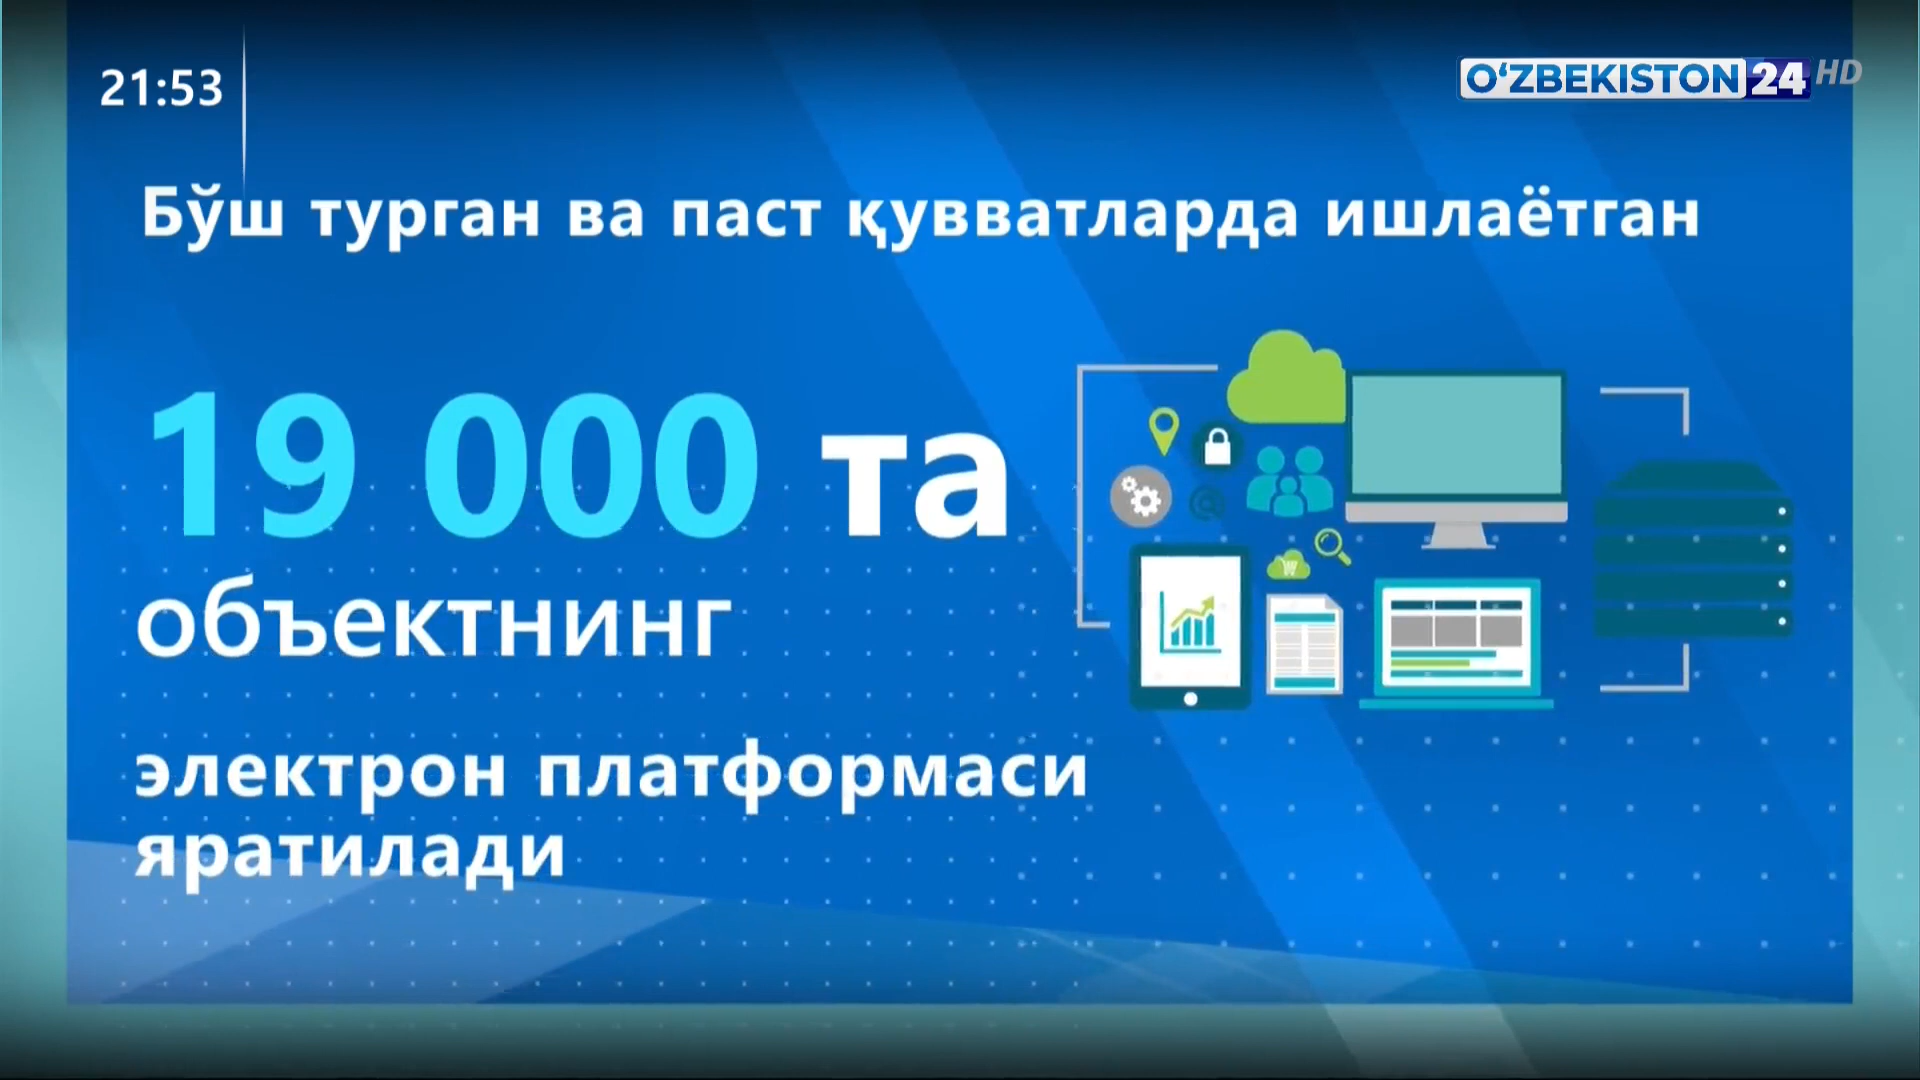 21:53
O‘ZBEKISTON 24 HD
Бўш турган ва паст қувватларда ишлаётган
19 000 та
объектнинг
электрон платформаси
яратилади